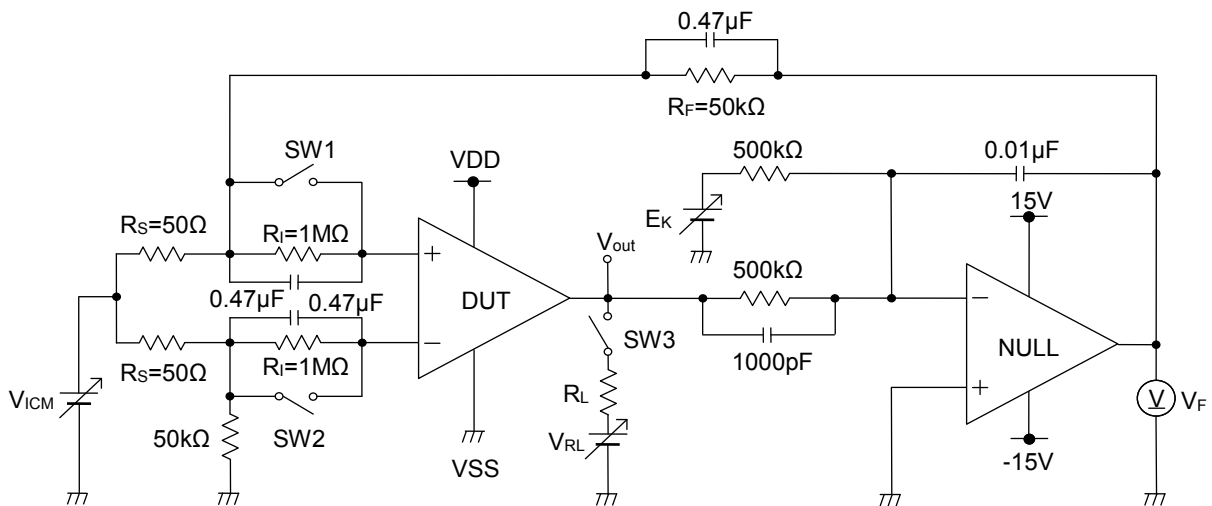 0.47µF
RF=50kΩ
SW1
VDD
500kΩ
0.01µF
15V
RS=50Ω
RI=1MΩ
EK
Vout
+
500kΩ
DUT
0.47µF 0.47µF
−
SW3
−
NULL
RS=50Ω
RI=1MΩ
1000pF
+
V
VF
VICM
RL
50kΩ
SW2
VSS
VRL
-15V